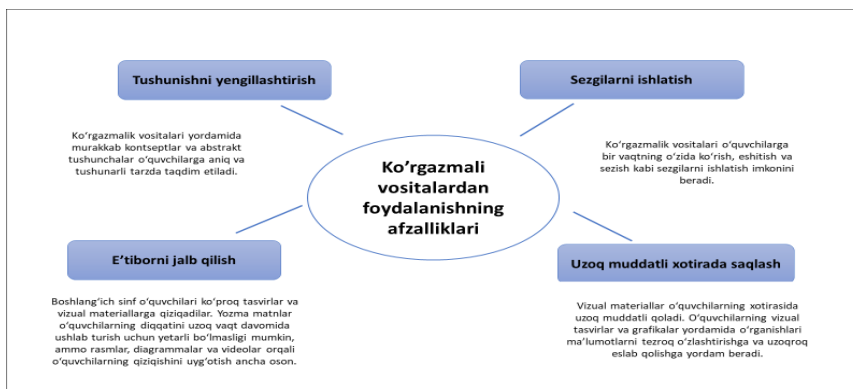 Tushunishni yengillashtirish
Sezgilarni ishlatish
Ko‘rgazmalik vositalari yordamida
murakkab kontseptlar va abstrakt
tushunchalar o‘quvchilarga aniq va
tushunarli tarzda taqdim etiladi.
Ko‘rgazmalik vositalari o‘quvchilarga
bir vaqtning o‘zida ko‘rish, eshitish va
sezish kabi sezgilarni ishlatish imkonini
beradi.
Ko’rgazmali
vositalardan
foydalanishning
afzalliklari
E’tiborni jalb qilish
Uzoq muddatli xotirada saqlash
Boshlang‘ich sinf o‘quvchilari ko‘proq tasvirlar va
vizual materiallarga qiziqadilar. Yozma matnlar
o‘quvchilarning diqqatini uzoq vaqt davomida
ushlab turish uchun yetarli bo‘lmasligi mumkin,
ammo rasmlar, diagrammalar va videolar orqali
o‘quvchilarning qiziqishini uyg‘otish ancha oson.
Vizual materiallar o‘quvchilarning xotirasida
uzoq muddatli qoladi. O‘quvchilarning vizual
tasvirlar va grafikalar yordamida o‘rganishlari
ma’lumotlarni tezroq o‘zlashtirishga va uzoqroq
eslab qolishga yordam beradi.